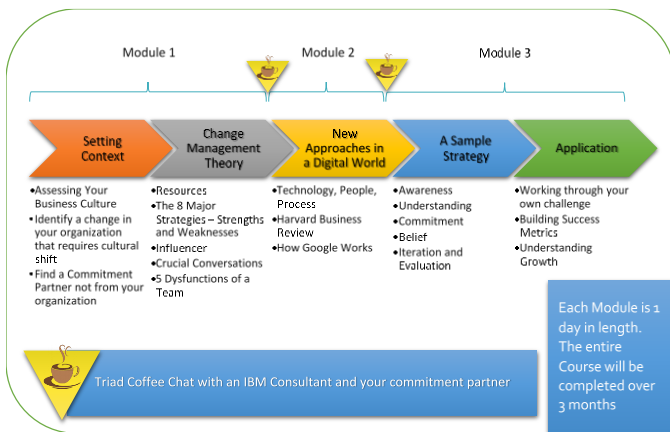 Module 1
Module 2
Module 3
Setting
Context
Change
Management
Theory
New
Approaches in
a Digital World
A Sample
Strategy
Application
•Assessing Your
Business Culture
•Identify a change in
your organization
that requires cultural
shift
•Find a Commitment
Partner not from your
organization
•Resources
•The 8 Major
Strategies – Strengths
and Weaknesses
•Influencer
•Crucial Conversations
•5 Dysfunctions of a
Team
•Technology, People,
Process
•Harvard Business
Review
•How Google Works
•Awareness
•Understanding
•Commitment
•Belief
•Iteration and
Evaluation
•Working through your
own challenge
•Building Success
Metrics
•Understanding
Growth
Each Module is 1
day in length.
The entire
Course will be
completed over
3 months
Triad Coffee Chat with an IBM Consultant and your commitment partner